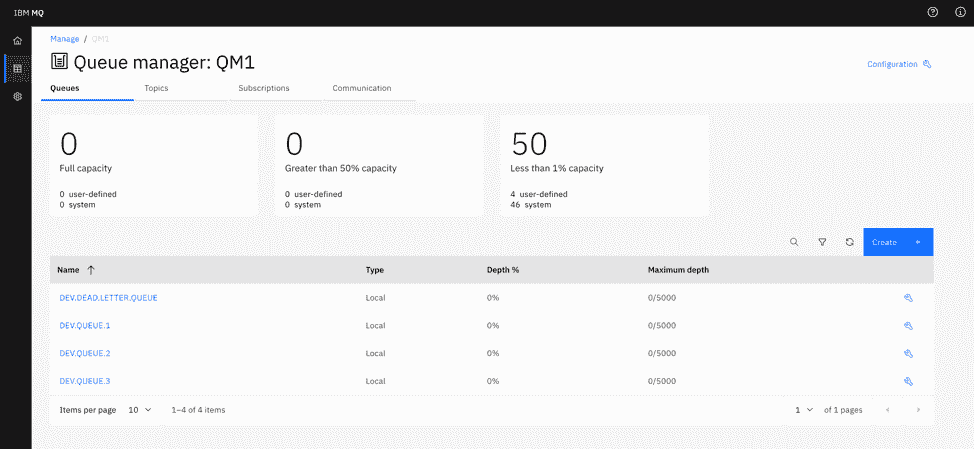 IBM MQ
Manage / QM1
Queue manager: QM1
Configuration
Queues Topics Subscriptions Communication
0 0 50
Full capacity Greater than 50% capacity Less than 1% capacity
0 user-defined 0 user-defined 4 user-defined
0 system 0 system 46 system
Create
Name Type Depth % Maximum depth
DEV.DEAD.LETTER.QUEUE Local 0% 0/5000
DEV.QUEUE.1 Local 0% 0/5000
DEV.QUEUE.2 Local 0% 0/5000
DEV.QUEUE.3 Local 0% 0/5000
Items per page 10 1–4 of 4 items 1 of 1 pages